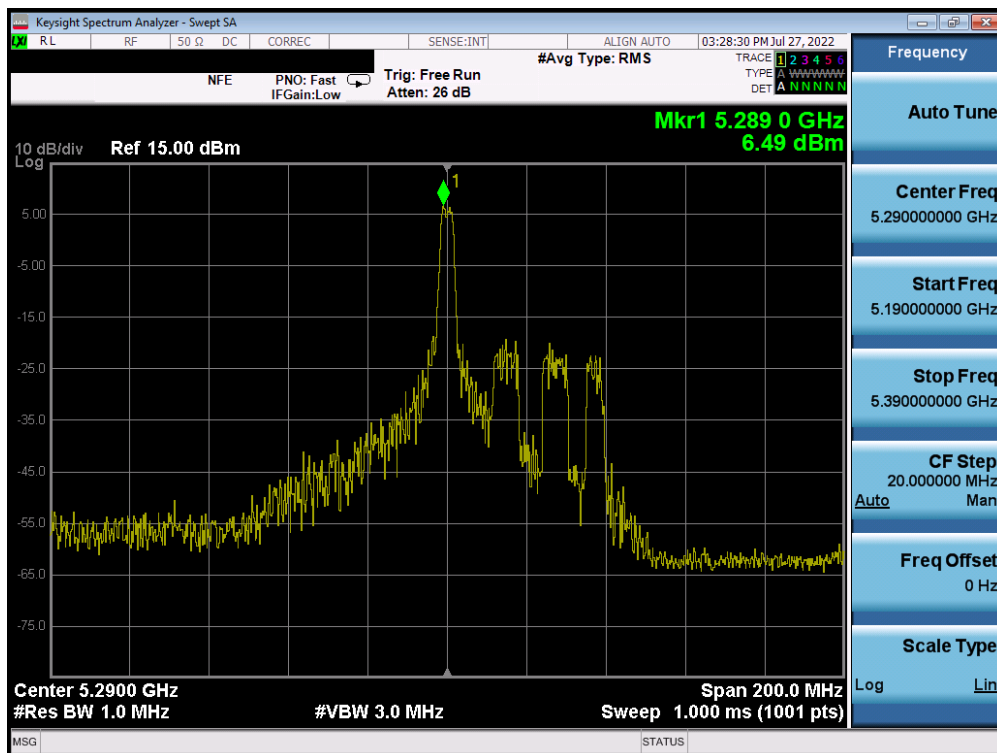 Keysight Spectrum Analyzer - Swept SA
LXI RL RF 50 Ω DC CORREC SENSE:INT ALIGN AUTO 03:28:30 PM Jul 27, 2022
#Avg Type: RMS
TRACE 1 2 3 4 5 6
TYPE A WWWWW
DET A N N N N N
NFE
PNO: Fast
IFGain:Low
Trig: Free Run
Atten: 26 dB
Mkr1 5.289 0 GHz
6.49 dBm
10 dB/div
Log
Ref 15.00 dBm
1
5.00
-5.00
-15.0
-25.0
-35.0
-45.0
-55.0
-65.0
-75.0
Center 5.2900 GHz
Span 200.0 MHz
#Res BW 1.0 MHz
#VBW 3.0 MHz
Sweep 1.000 ms (1001 pts)
MSG
STATUS
Frequency
Auto Tune
Center Freq
5.290000000 GHz
Start Freq
5.190000000 GHz
Stop Freq
5.390000000 GHz
CF Step
20.000000 MHz
Auto Man
Freq Offset
0 Hz
Scale Type
Log Lin